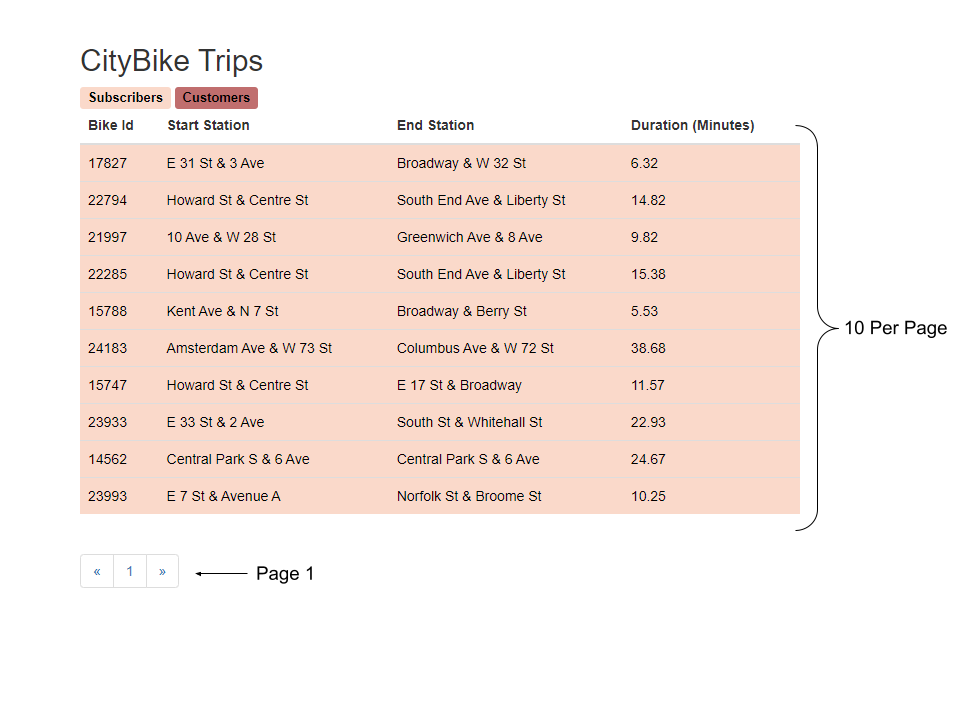 CityBike Trips
Subscribers Customers
Bike Id Start Station End Station Duration (Minutes)
17827 E 31 St & 3 Ave Broadway & W 32 St 6.32
22794 Howard St & Centre St South End Ave & Liberty St 14.82
21997 10 Ave & W 28 St Greenwich Ave & 8 Ave 9.82
22285 Howard St & Centre St South End Ave & Liberty St 15.38
15788 Kent Ave & N 7 St Broadway & Berry St 5.53
24183 Amsterdam Ave & W 73 St Columbus Ave & W 72 St 38.68
15747 Howard St & Centre St E 17 St & Broadway 11.57
23933 E 33 St & 2 Ave South St & Whitehall St 22.93
14562 Central Park S & 6 Ave Central Park S & 6 Ave 24.67
23993 E 7 St & Avenue A Norfolk St & Broome St 10.25
10 Per Page
« 1 » Page 1